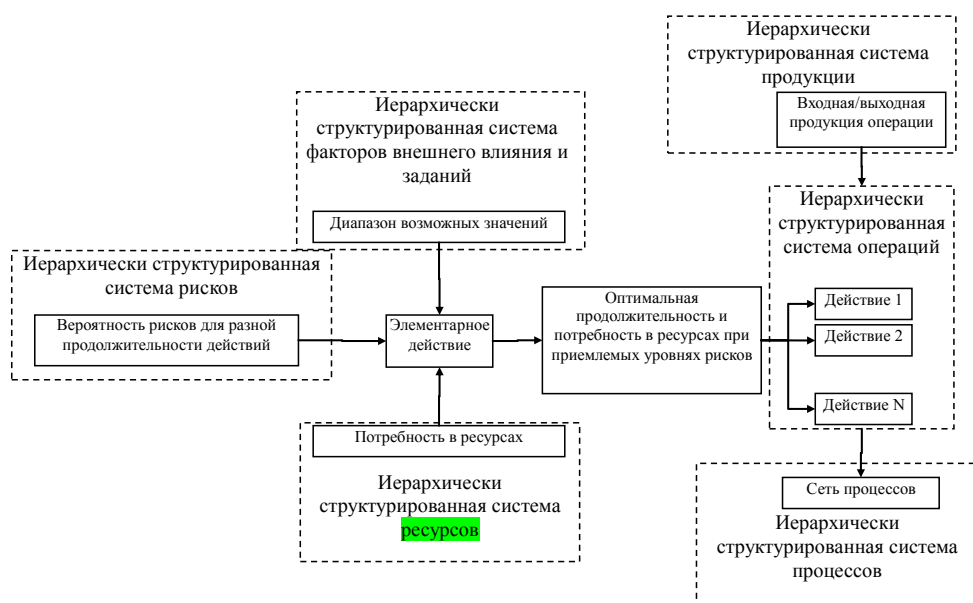 Иерархически
структурированная система
продукции
Входная/выходная
продукция операции
Иерархически
структурированная система
факторов внешнего влияния и
заданий
Диапазон возможных значений
Иерархически
структурированная
система операций
Действие 1
Действие 2
Действие N
Иерархически структурированная
система рисков
Вероятность рисков для разной
продолжительности действий
Элементарное
действие
Оптимальная
продолжительность и
потребность в ресурсах при
приемлемых уровнях рисков
Потребность в ресурсах
Иерархически
структурированная система
ресурсов
Сеть процессов
Иерархически
структурированная система
процессов